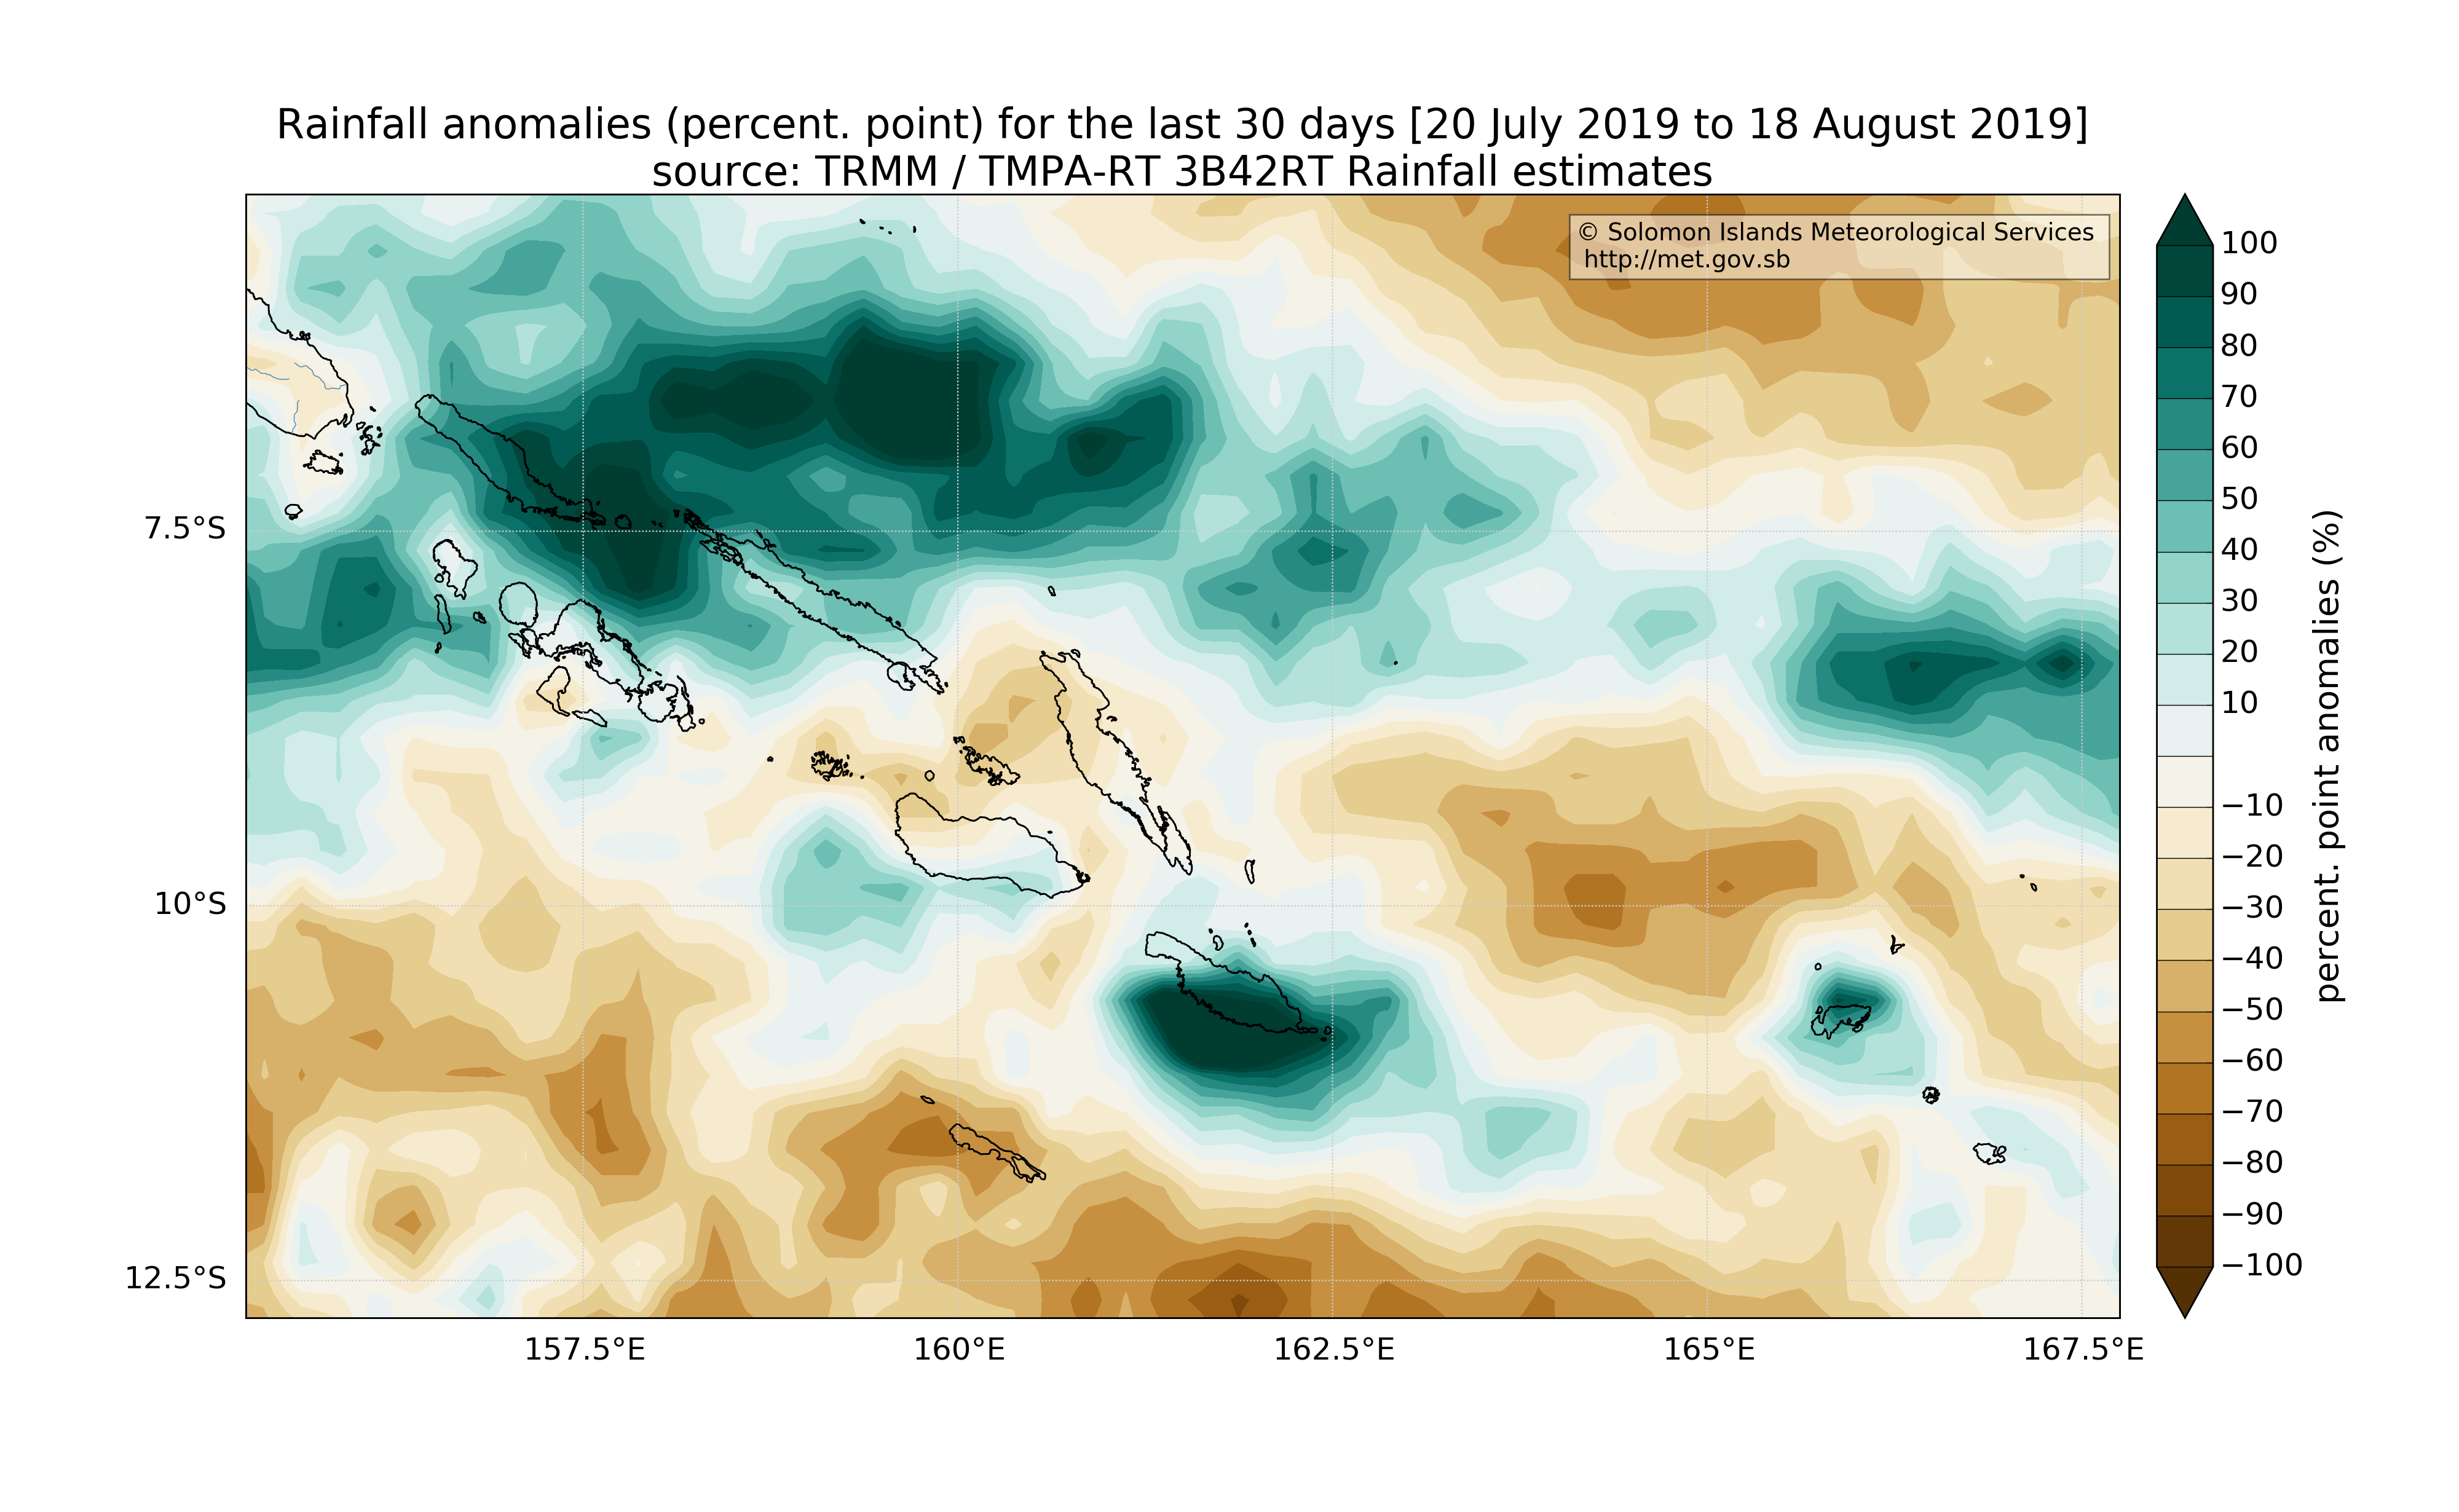 Rainfall anomalies (percent. point) for the last 30 days [20 July 2019 to 18 August 2019]
source: TRMM / TMPA-RT 3B42RT Rainfall estimates
© Solomon Islands Meteorological Services
http://met.gov.sb
7.5°S
10°S
12.5°S
157.5°E
160°E
162.5°E
165°E
167.5°E
100
90
80
70
60
50
40
30
20
10
−10
−20
−30
−40
−50
−60
−70
−80
−90
−100
percent. point anomalies (%)